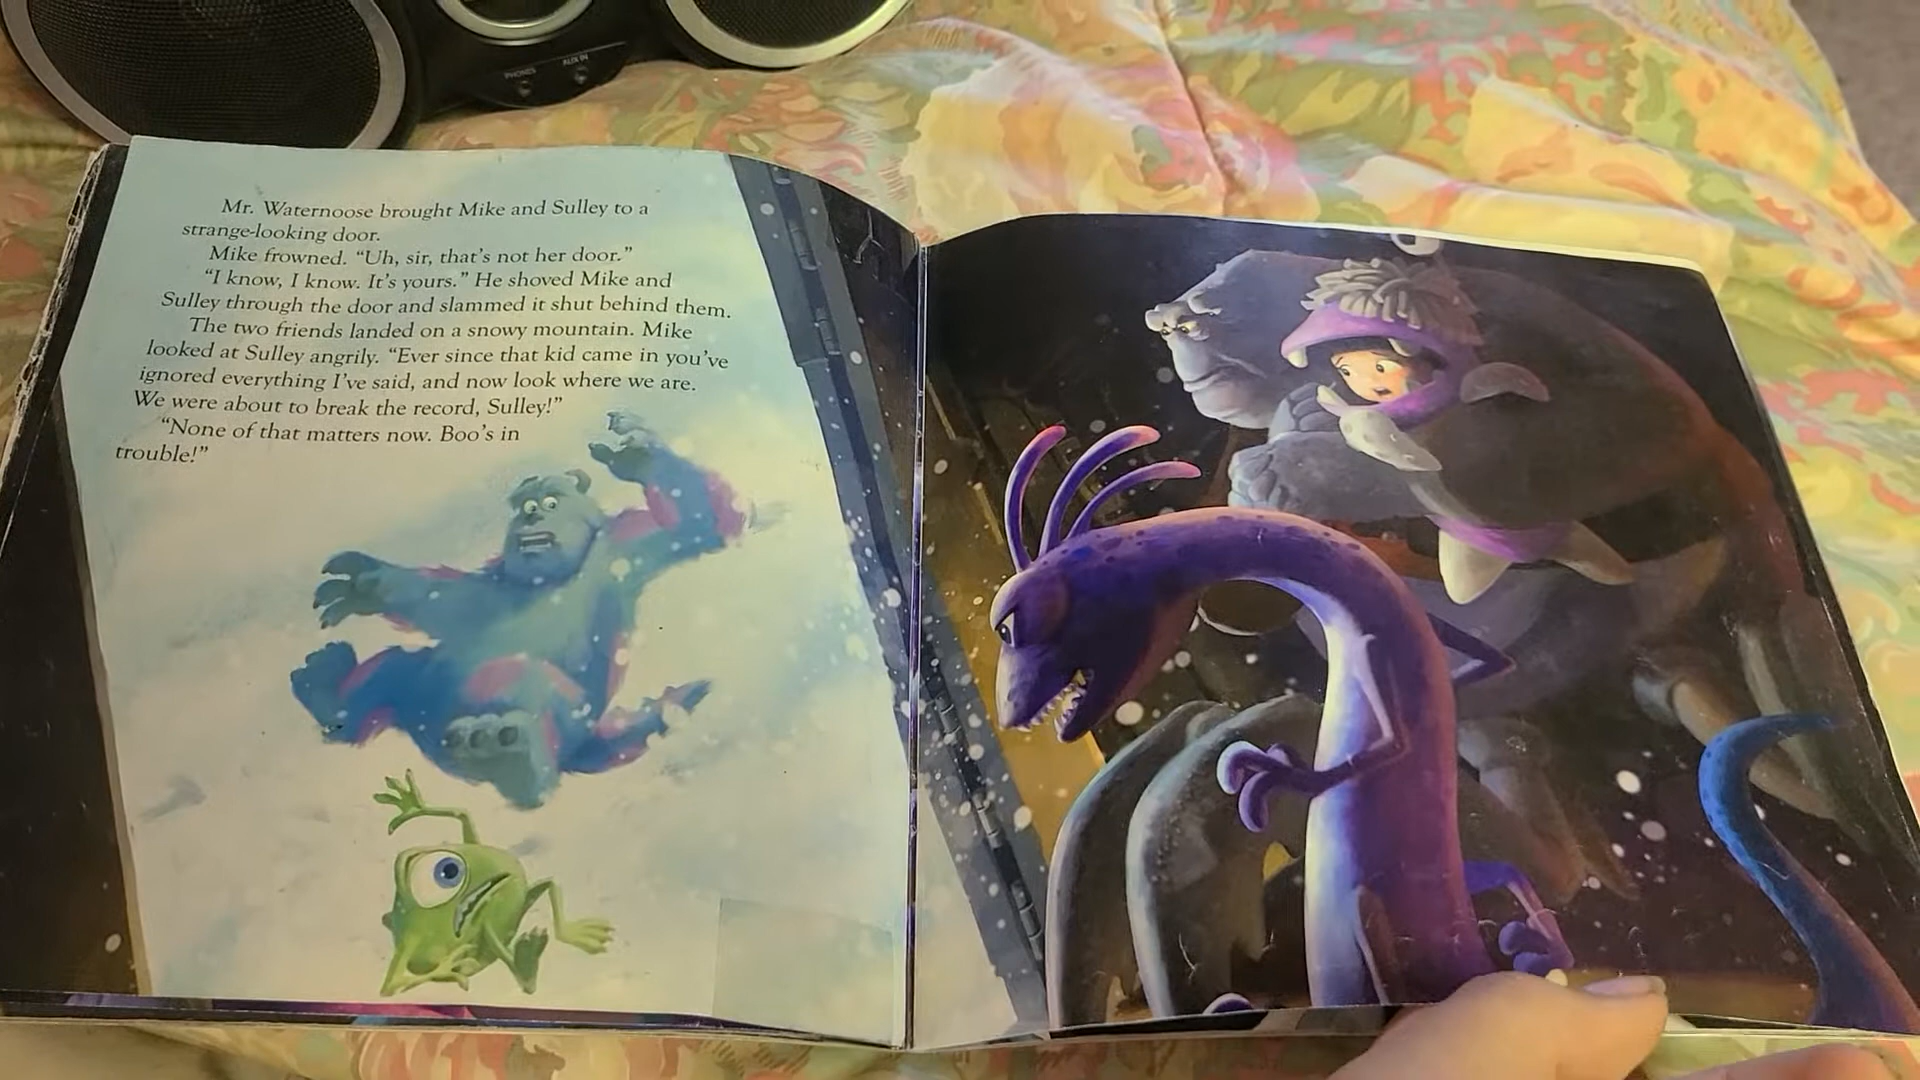 PHONES
AUX IN
Mr. Waternoose brought Mike and Sulley to a
strange-looking door.
Mike frowned. “Uh, sir, that’s not her door.”
“I know, I know. It’s yours.” He shoved Mike and
Sulley through the door and slammed it shut behind them.
The two friends landed on a snowy mountain. Mike
looked at Sulley angrily. “Ever since that kid came in you’ve
ignored everything I’ve said, and now look where we are.
We were about to break the record, Sulley!”
“None of that matters now. Boo’s in
trouble!”